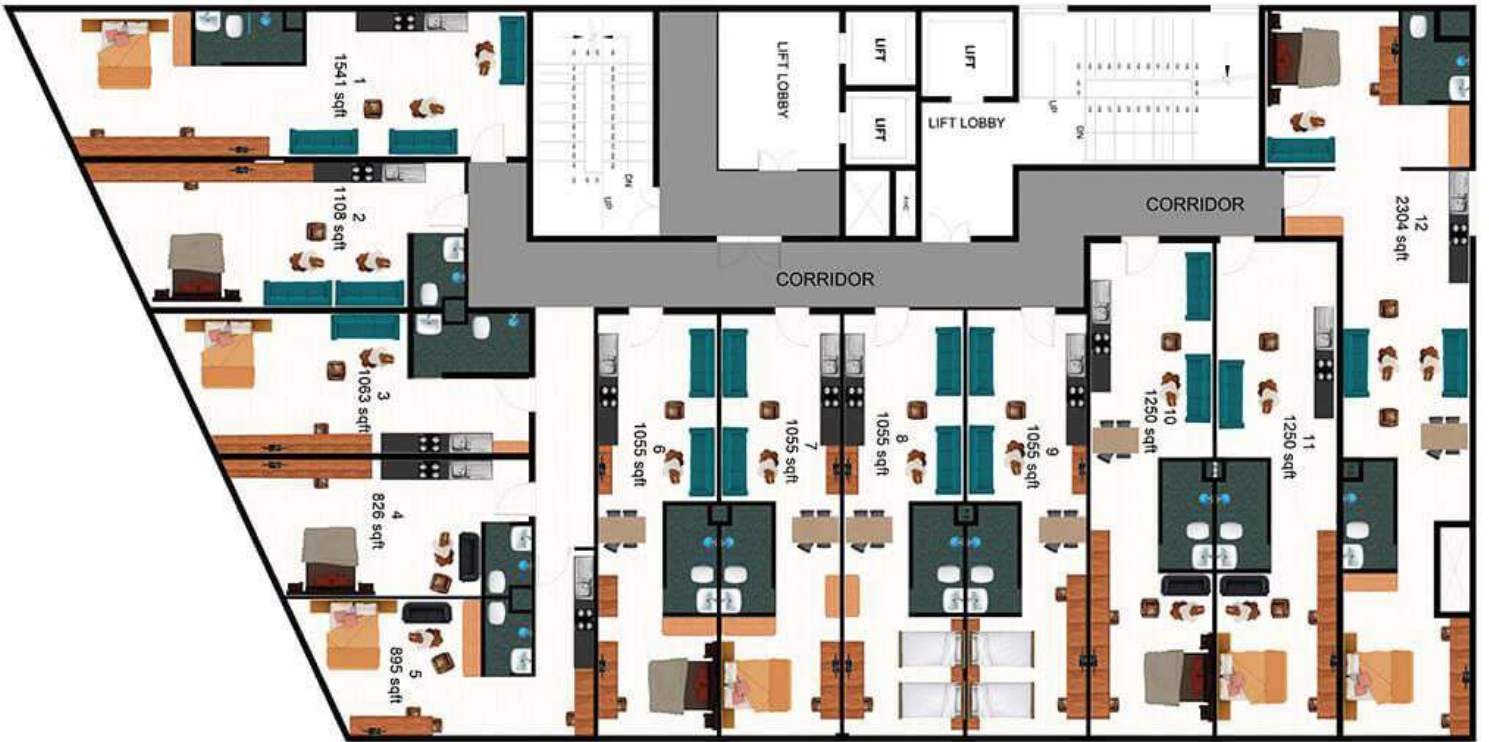 1
1541 sqft
2
1108 sqft
3
1063 sqft
4
826 sqft
5
895 sqft
6
1055 sqft
7
1055 sqft
8
1055 sqft
9
1055 sqft
10
1250 sqft
11
1250 sqft
12
2304 sqft
LIFT LOBBY
LIFT
LIFT
LIFT
LIFT LOBBY
CORRIDOR
CORRIDOR
DN
UP
UP
DN